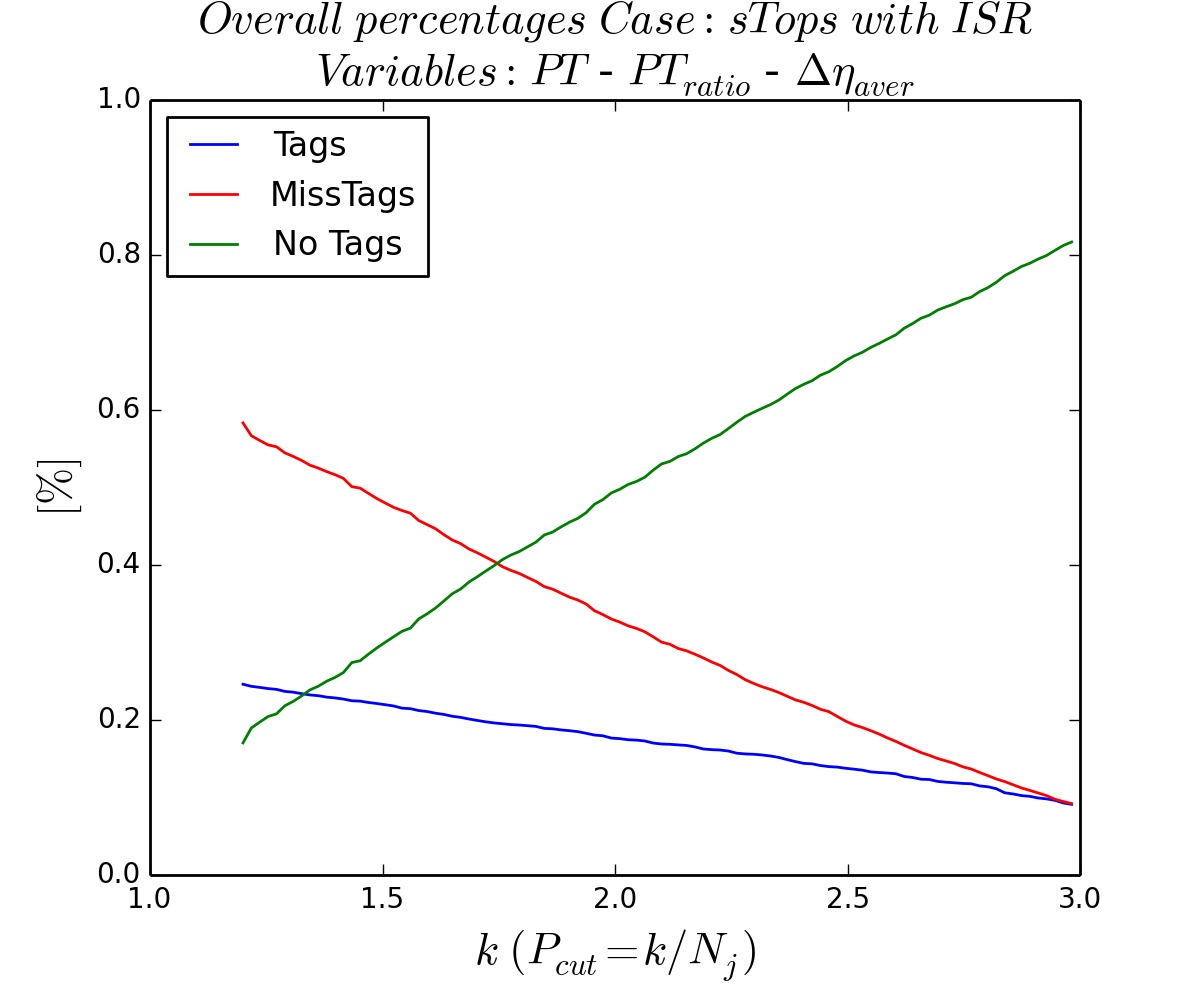 Overall percentages Case: sTops with ISR
Variables: PT - PT_ratio - Δη_aver
1.0
Tags
MissTags
No Tags
0.8
0.6
[%]
0.4
0.2
0.0
1.0 1.5 2.0 2.5 3.0
k (P_cut = k/N_j)